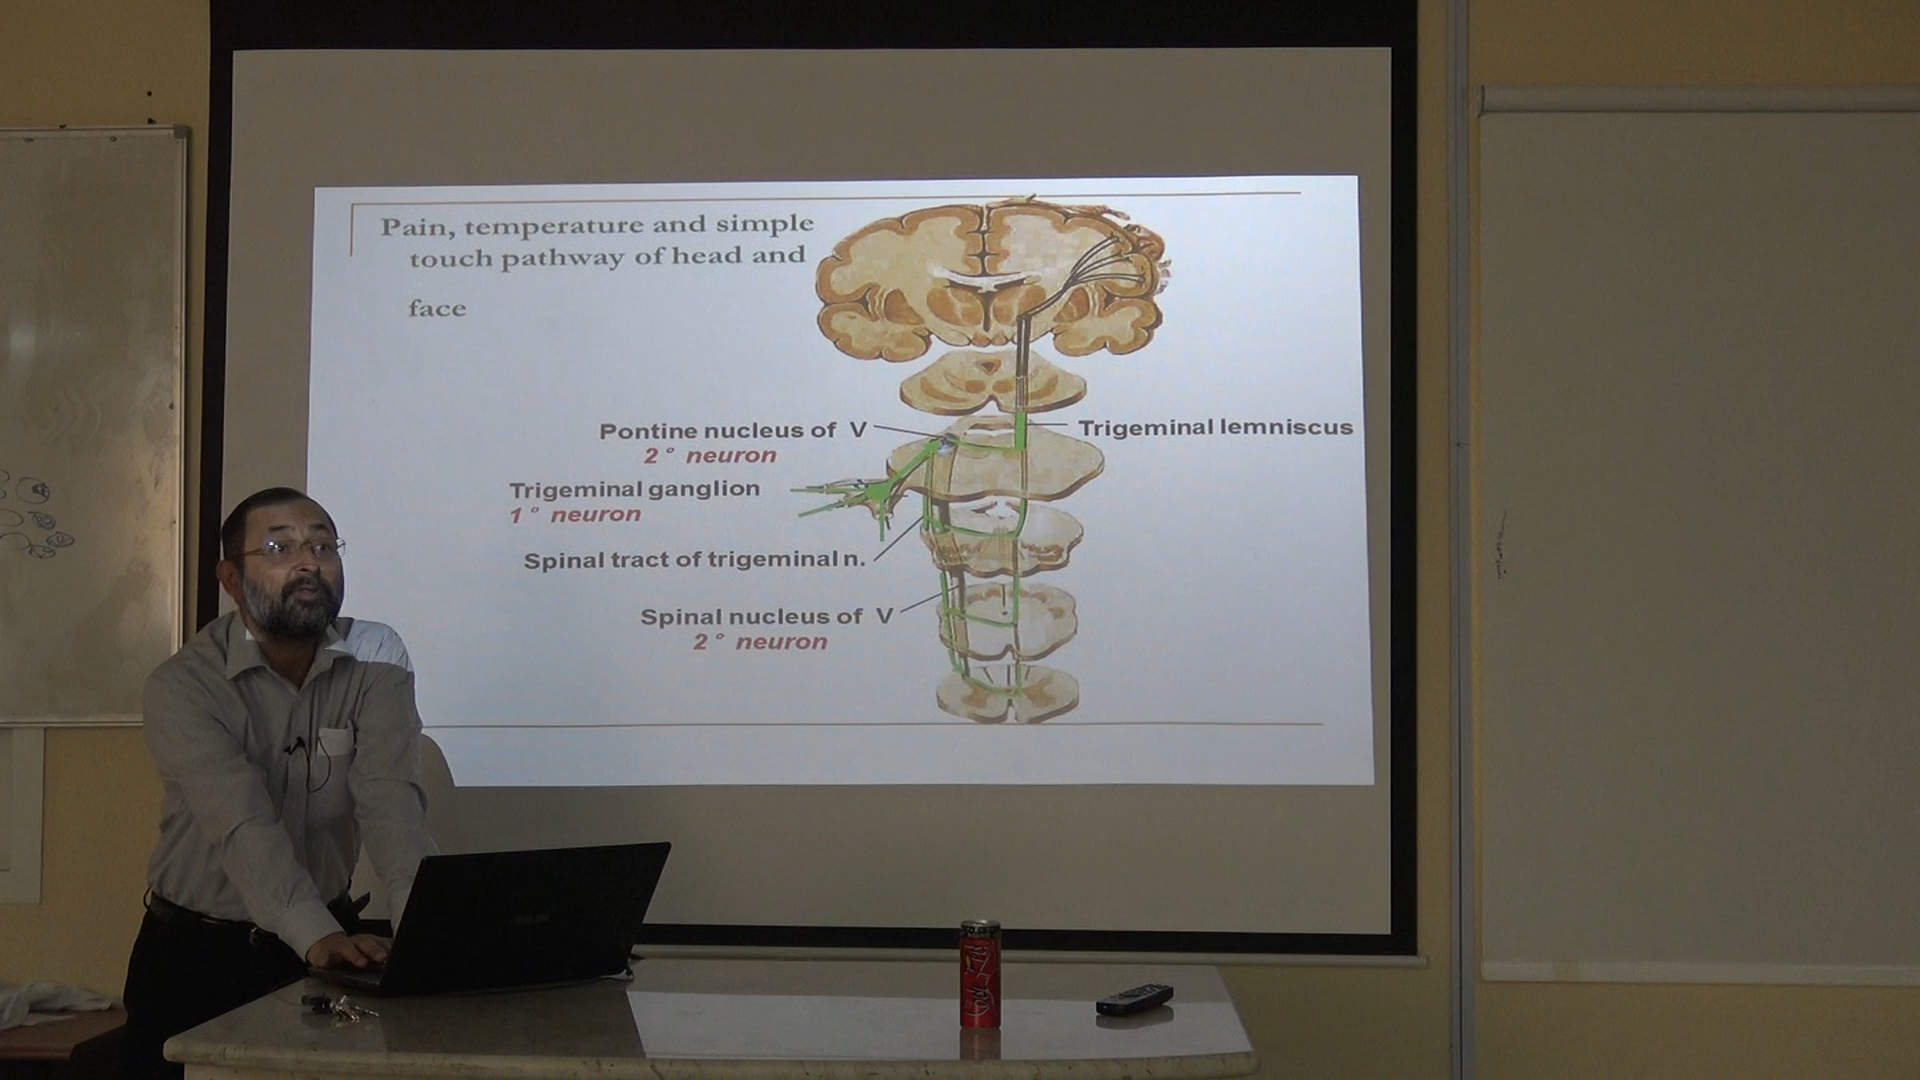 Pain, temperature and simple
touch pathway of head and
face
Pontine nucleus of V
2° neuron
Trigeminal lemniscus
Trigeminal ganglion
1° neuron
Spinal tract of trigeminal n.
Spinal nucleus of V
2° neuron